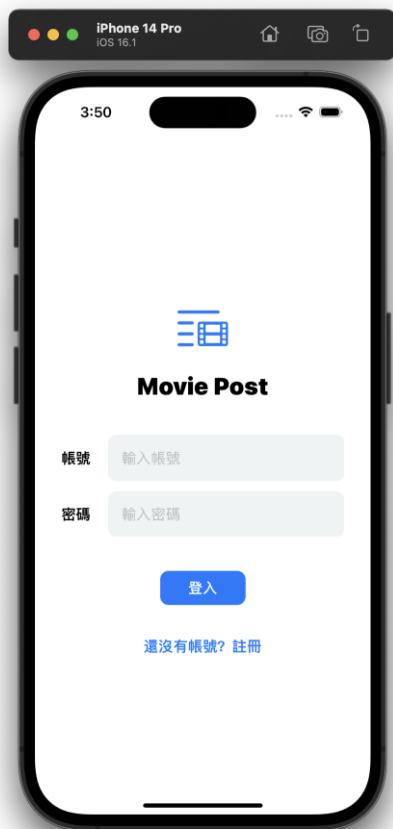 iPhone 14 Pro
iOS 16.1
3:50
Movie Post
帳號 輸入帳號
密碼 輸入密碼
登入
還沒有帳號? 註冊